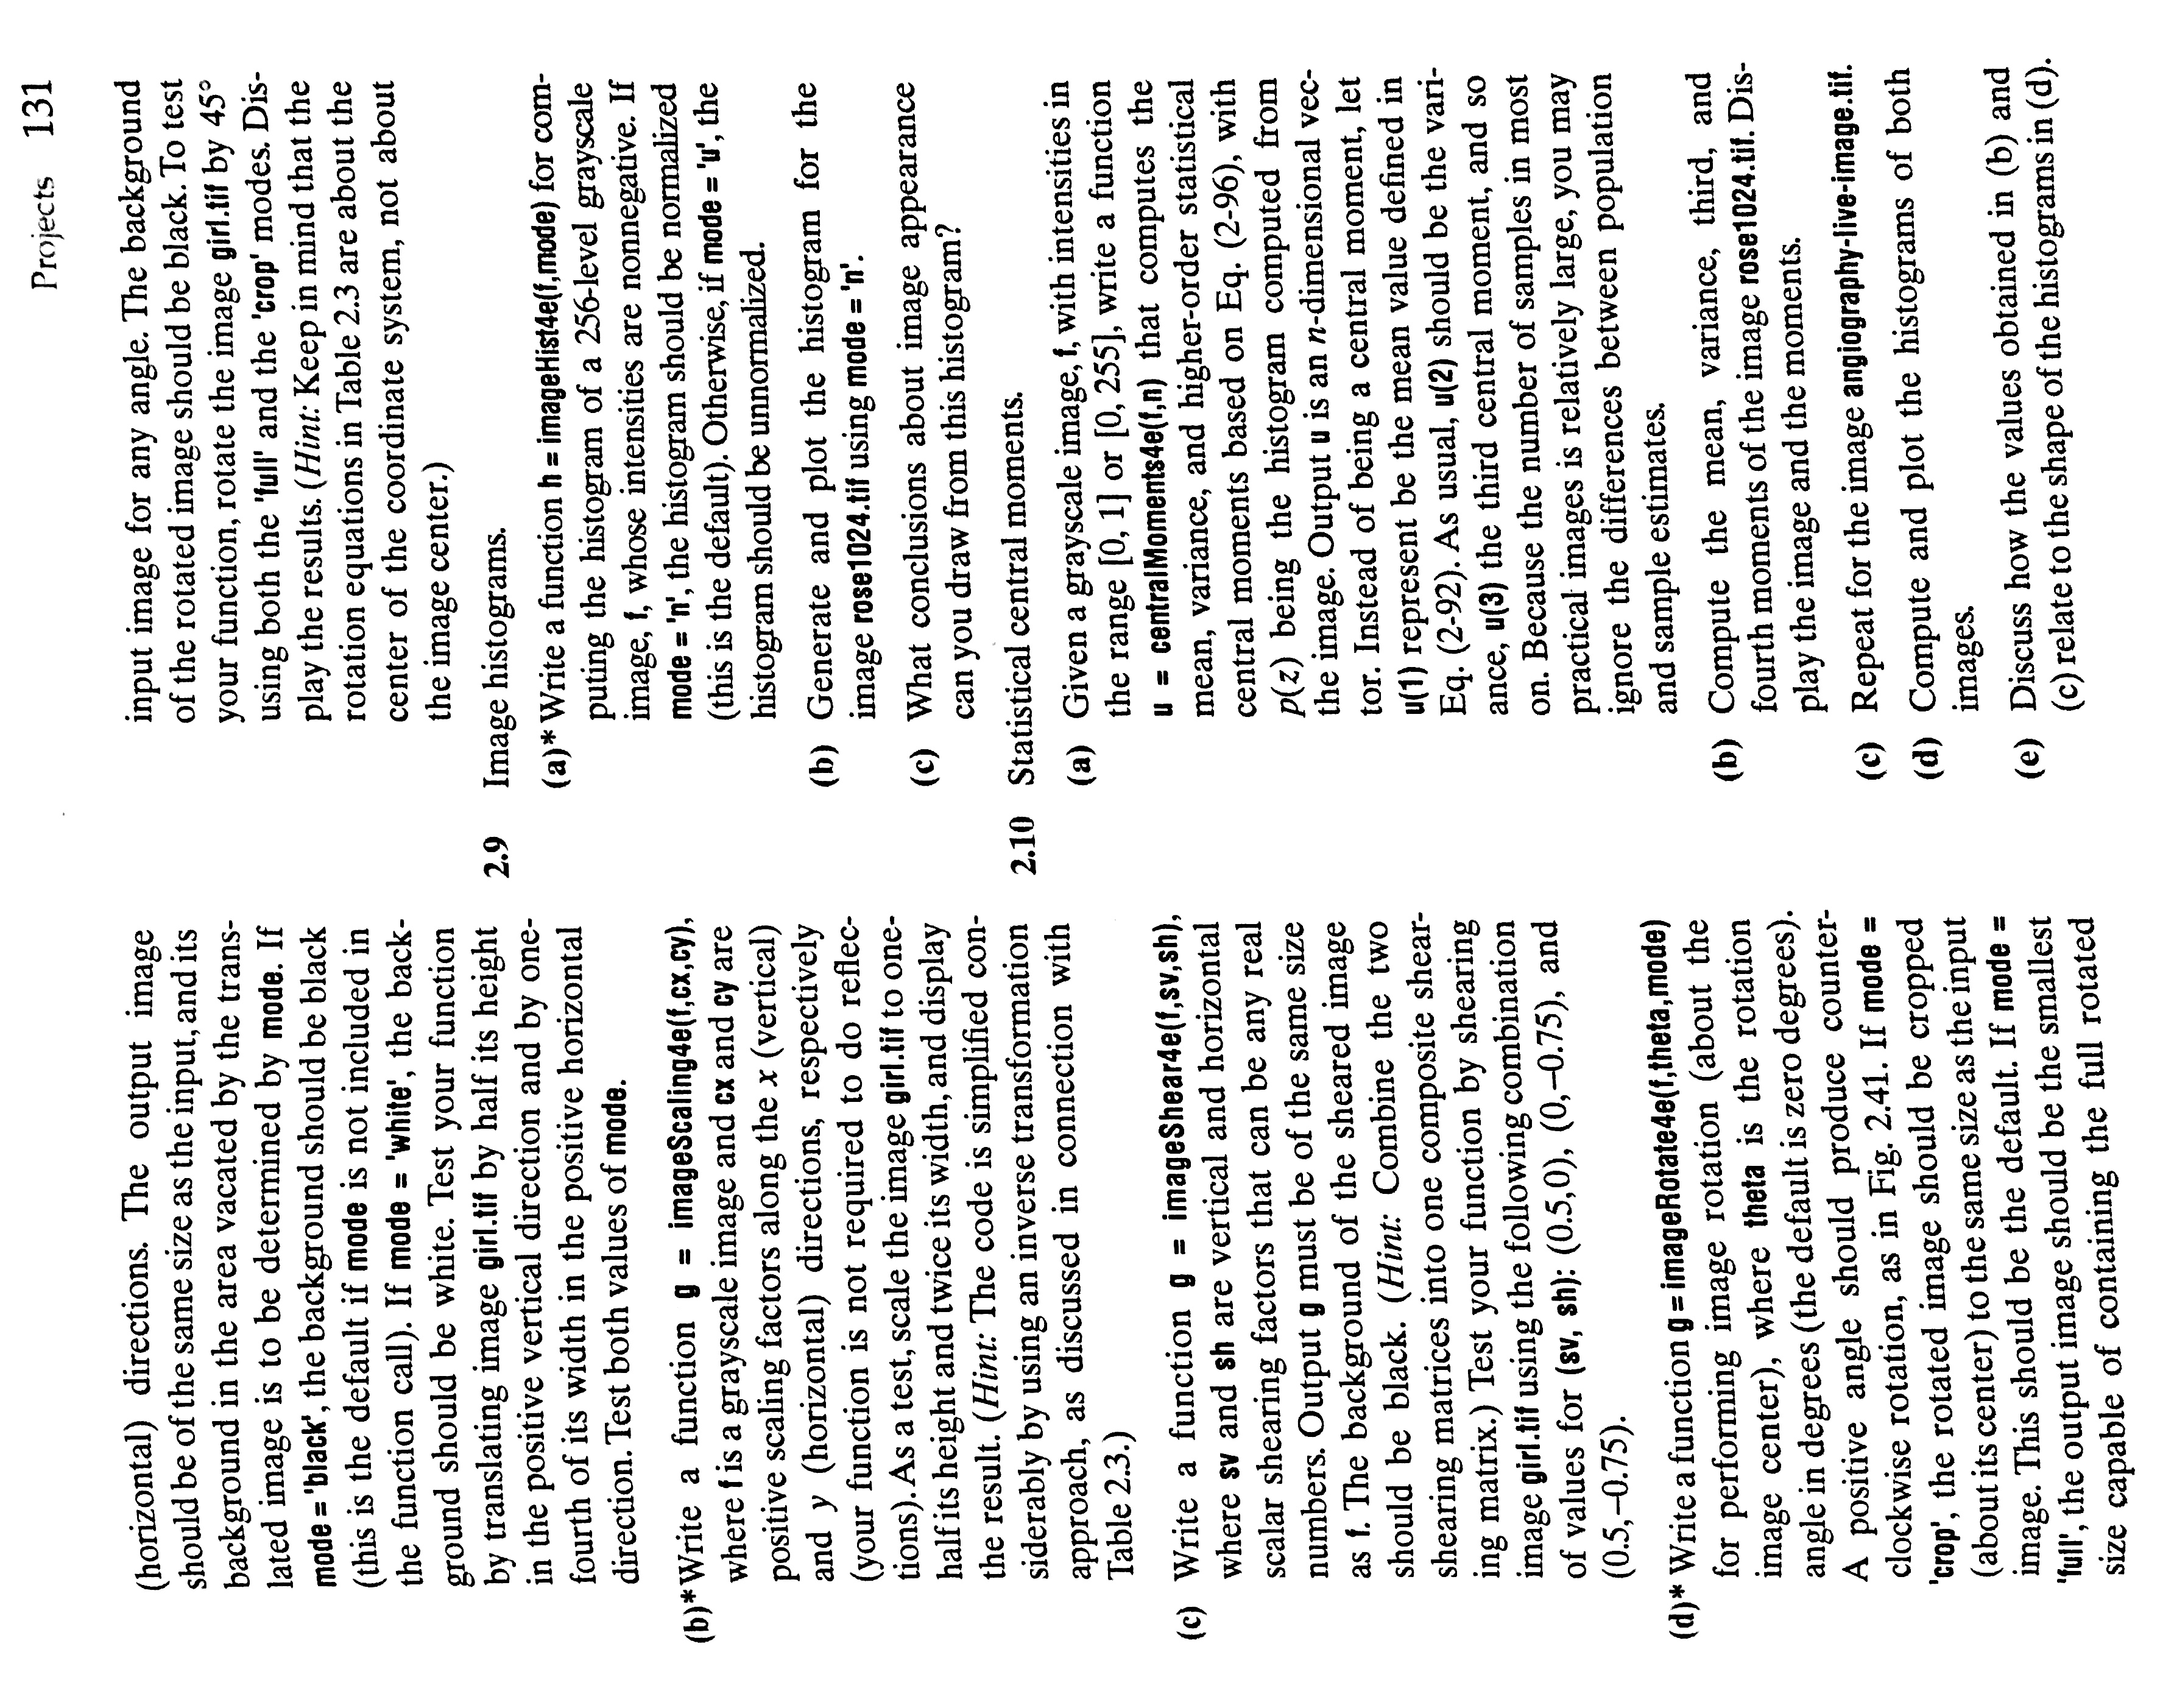 Projects 131
(horizontal) directions. The output image
should be of the same size as the input, and its
background in the area vacated by the trans-
lated image is to be determined by mode. If
mode = 'black', the background should be black
(this is the default if mode is not included in
the function call). If mode = 'white', the back-
ground should be white. Test your function
by translating image girl.tif by half its height
in the positive vertical direction and by one-
fourth of its width in the positive horizontal
direction. Test both values of mode.
(b)* Write a function g = imageScaling4e(f,cx,cy),
where f is a grayscale image and cx and cy are
positive scaling factors along the x (vertical)
and y (horizontal) directions, respectively
(your function is not required to do reflec-
tions). As a test, scale the image girl.tif to one-
half its height and twice its width, and display
the result. (Hint: The code is simplified con-
siderably by using an inverse transformation
approach, as discussed in connection with
Table 2.3.)
(c) Write a function g = imageShear4e(f,sv,sh),
where sv and sh are vertical and horizontal
scalar shearing factors that can be any real
numbers. Output g must be of the same size
as f. The background of the sheared image
should be black. (Hint: Combine the two
shearing matrices into one composite shear-
ing matrix.) Test your function by shearing
image girl.tif using the following combination
of values for (sv, sh): (0.5,0), (0,–0.75), and
(0.5,–0.75).
(d)* Write a function g = imageRotate4e(f,theta,mode)
for performing image rotation (about the
image center), where theta is the rotation
angle in degrees (the default is zero degrees).
A positive angle should produce counter-
clockwise rotation, as in Fig. 2.41. If mode =
'crop', the rotated image should be cropped
(about its center) to the same size as the input
image. This should be the default. If mode =
'full', the output image should be the smallest
size capable of containing the full rotated
input image for any angle. The background
of the rotated image should be black. To test
your function, rotate the image girl.tif by 45°
using both the 'full' and the 'crop' modes. Dis-
play the results. (Hint: Keep in mind that the
rotation equations in Table 2.3 are about the
center of the coordinate system, not about
the image center.)
2.9 Image histograms.
(a)* Write a function h = imageHist4e(f,mode) for com-
puting the histogram of a 256-level grayscale
image, f, whose intensities are nonnegative. If
mode = 'n', the histogram should be normalized
(this is the default). Otherwise, if mode = 'u', the
histogram should be unnormalized.
(b) Generate and plot the histogram for the
image rose1024.tif using mode = 'n'.
(c) What conclusions about image appearance
can you draw from this histogram?
2.10 Statistical central moments.
(a) Given a grayscale image, f, with intensities in
the range [0, 1] or [0, 255], write a function
u = centralMoments4e(f,n) that computes the
mean, variance, and higher-order statistical
central moments based on Eq. (2-96), with
p(z) being the histogram computed from
the image. Output u is an n-dimensional vec-
tor. Instead of being a central moment, let
u(1) represent be the mean value defined in
Eq. (2-92). As usual, u(2) should be the vari-
ance, u(3) the third central moment, and so
on. Because the number of samples in most
practical images is relatively large, you may
ignore the differences between population
and sample estimates.
(b) Compute the mean, variance, third, and
fourth moments of the image rose1024.tif. Dis-
play the image and the moments.
(c) Repeat for the image angiography-live-image.tif.
(d) Compute and plot the histograms of both
images.
(e) Discuss how the values obtained in (b) and
(c) relate to the shape of the histograms in (d).